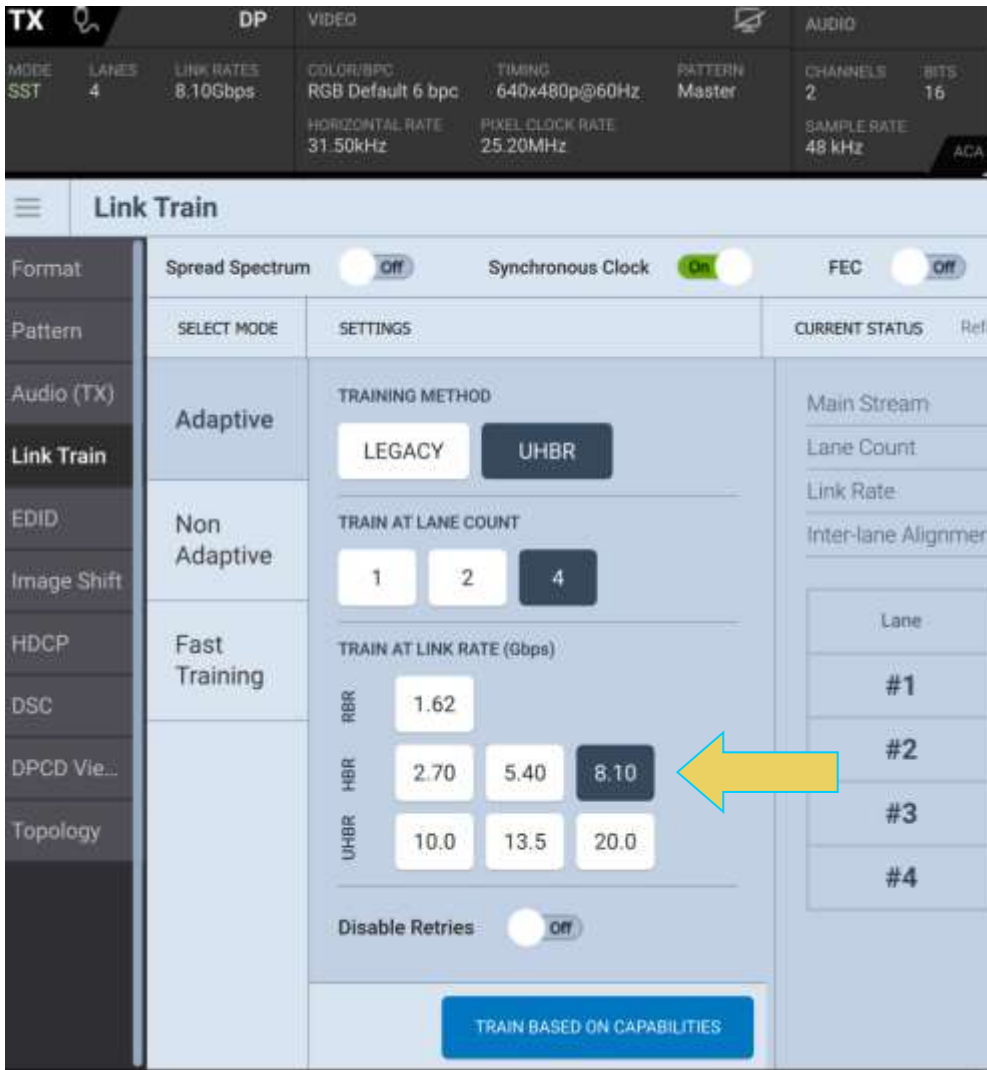 TX DP VIDEO AUDIO
MODE LANES LINK RATES COLOR/BPC TIMING PATTERN CHANNELS BITS
SST 4 8.10Gbps RGB Default 6 bpc 640x480p@60Hz Master 2 16
HORIZONTAL RATE PIXEL CLOCK RATE SAMPLE RATE
31.50kHz 25.20MHz 48 kHz ACA
Link Train
Format
Pattern
Audio (TX)
Link Train
EDID
Image Shift
HDCP
DSC
DPCD Vie...
Topology
Spread Spectrum Off Synchronous Clock On FEC Off
SELECT MODE SETTINGS CURRENT STATUS Ref
Adaptive
Non
Adaptive
Fast
Training
TRAINING METHOD
LEGACY UHBR
TRAIN AT LANE COUNT
1 2 4
TRAIN AT LINK RATE (Gbps)
RBR 1.62
HBR 2.70 5.40 8.10
UHBR 10.0 13.5 20.0
Disable Retries Off
TRAIN BASED ON CAPABILITIES
Main Stream
Lane Count
Link Rate
Inter-lane Alignmen
Lane
#1
#2
#3
#4